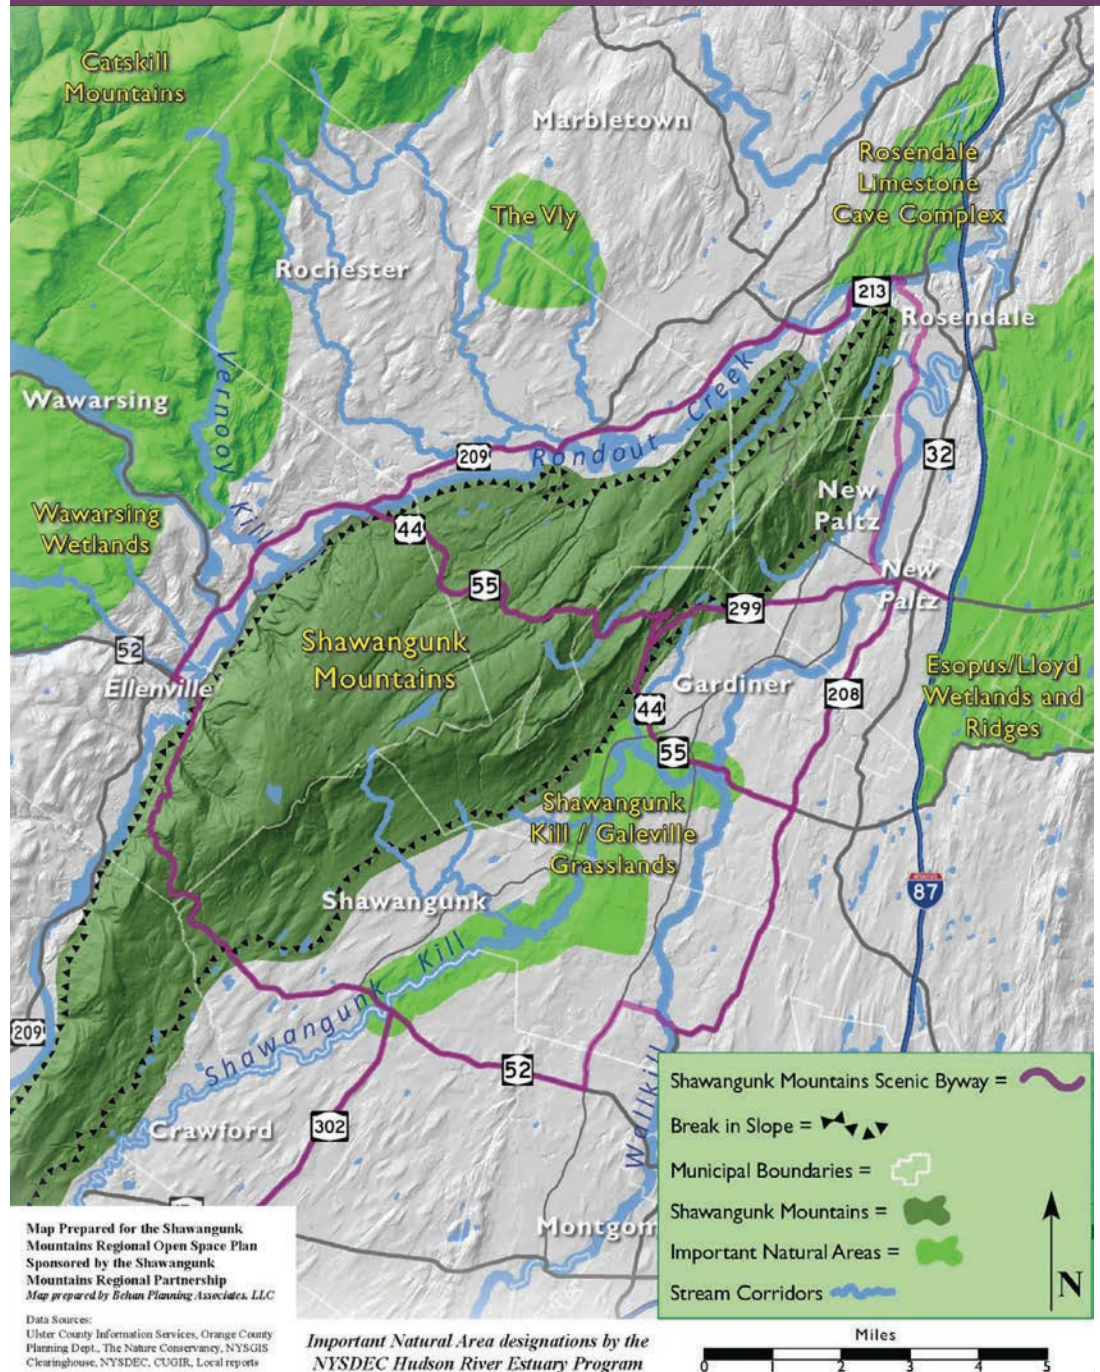 Catskill
Mountains
Marbletown
Rosendale
Limestone
Cave Complex
The Vly
Rochester
213
Rosendale
Vernooy Kill
Wawarsing
Rondout Creek
209
32
New
Paltz
Wawarsing
Wetlands
44
55
New
Paltz
299
52
Ellenville
Shawangunk
Mountains
Gardiner
Esopus/Lloyd
Wetlands and
Ridges
44
208
55
Shawangunk
Kill / Galeville
Grasslands
87
Shawangunk
Shawangunk Kill
209
52
Wallkill
Crawford
302
Montgom
Shawangunk Mountains Scenic Byway =
Break in Slope =
Municipal Boundaries =
Shawangunk Mountains =
Important Natural Areas =
Stream Corridors
N
Map Prepared for the Shawangunk
Mountains Regional Open Space Plan
Sponsored by the Shawangunk
Mountains Regional Partnership
Map prepared by Behan Planning Associates, LLC
Data Sources:
Ulster County Information Services, Orange County
Planning Dept., The Nature Conservancy, NYSGIS
Clearinghouse, NYSDEC, CUGIR, Local reports
Important Natural Area designations by the
NYSDEC Hudson River Estuary Program
Miles
0 1 2 3 4 5